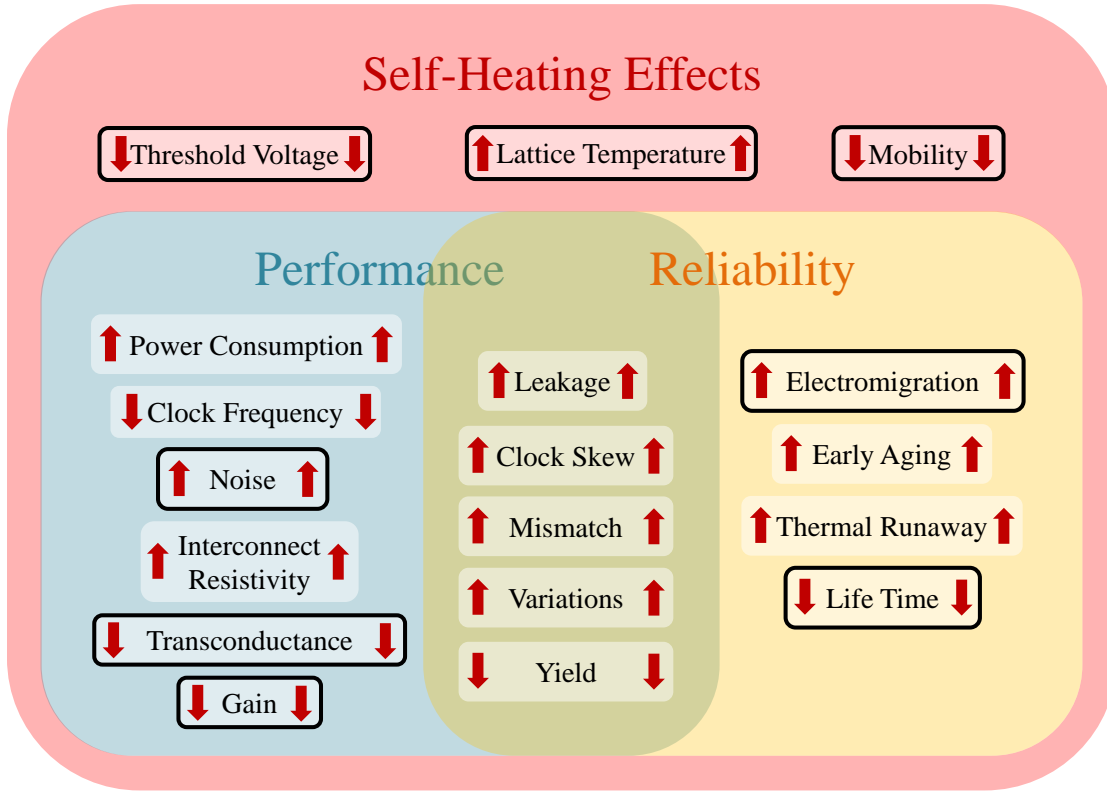 Self-Heating Effects
Threshold Voltage
Lattice Temperature
Mobility
Performance
Reliability
Power Consumption
Clock Frequency
Noise
Interconnect
Resistivity
Transconductance
Gain
Leakage
Clock Skew
Mismatch
Variations
Yield
Electromigration
Early Aging
Thermal Runaway
Life Time